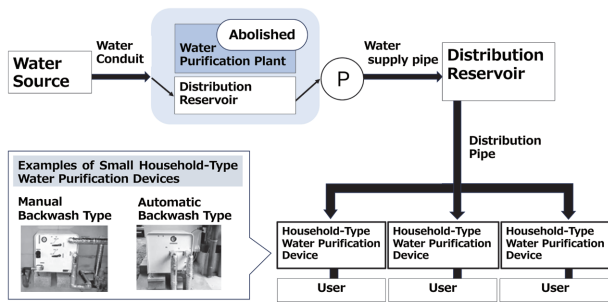 Abolished
Water
Purification Plant
Water
Source
Water
Conduit
Distribution
Reservoir
P
Water
supply pipe
Distribution
Reservoir
Distribution
Pipe
Examples of Small Household-Type
Water Purification Devices
Manual
Backwash Type
Automatic
Backwash Type
Household-Type
Water Purification
Device
Household-Type
Water Purification
Device
Household-Type
Water Purification
Device
User
User
User